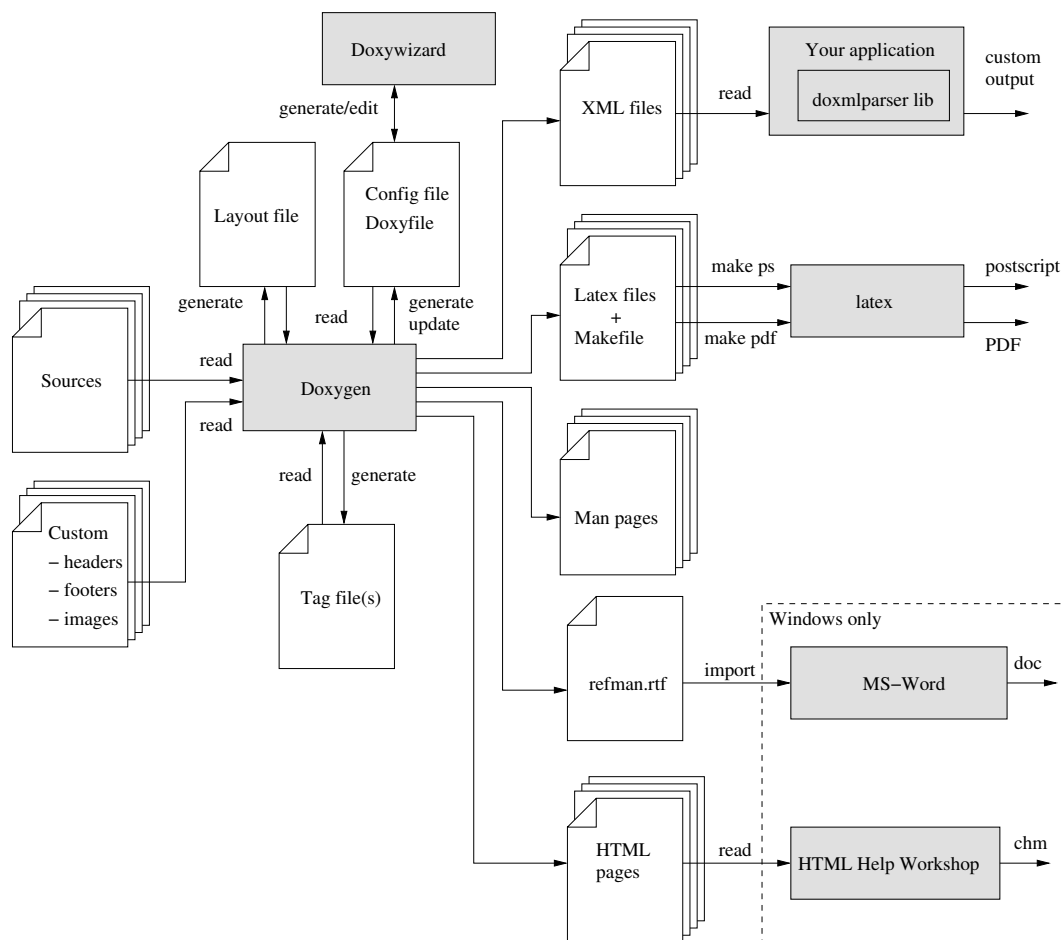 Doxywizard
generate/edit
Layout file
Config file
Doxyfile
generate
read
generate
update
Sources
read
Doxygen
read
Custom
– headers
– footers
– images
read
generate
Tag file(s)
XML files
read
Your application
doxmlparser lib
custom
output
Latex files
+
Makefile
make ps
make pdf
latex
postscript
PDF
Man pages
Windows only
refman.rtf
import
MS–Word
doc
HTML
pages
read
HTML Help Workshop
chm